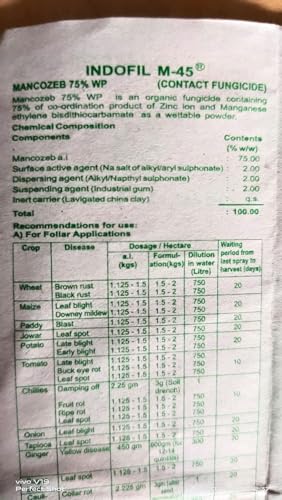 INDOFIL M-45®
MANCOZEB 75% WP (CONTACT FUNGICIDE)
Mancozeb 75% WP is an organic fungicide containing
75% of co-ordination product of Zinc ion and Manganese
ethylene bisdithiocarbamate as a wettable powder.
Chemical Composition
Components Contents
(% w/w)
Mancozeb a.i. 75.00
Surface active agent (Na salt of alkyl/aryl sulphonate) : 2.00
Dispersing agent (Alkyl/Napthyl sulphonate) : 2.00
Suspending agent (Industrial gum) : 2.00
Inert carrier (Lavigated china clay) : q.s.
Total : 100.00
Recommendations for use:
A) For Foliar Applications
Crop Disease Dosage / Hectare Waiting period from last spray to harvest (days)
a.i. (kgs) Formulation(kgs) Dilution in water (Litre)
Wheat Brown rust 1.125 - 1.5 1.5 - 2 750 20
Black rust 1.125 - 1.5 1.5 - 2 750
Maize Leaf blight 1.125 - 1.5 1.5 - 2 750 20
Downey mildew 1.125 - 1.5 1.5 - 2 750
Paddy Blast 1.125 - 1.5 1.5 - 2 750 20
Jowar Leaf spot 1.125 - 1.5 1.5 - 2 750 20
Potato Late blight 1.125 - 1.5 1.5 - 2 750 20
Early blight 1.125 - 1.5 1.5 - 2 750
Tomato Late blight 1.125 - 1.5 1.5 - 2 750 10
Buck eye rot 1.125 - 1.5 1.5 - 2 750
Leaf spot 1.125 - 1.5 1.5 - 2 750
Chillies Damping off 2.25 gm 3g (Soil drench) 1
Fruit rot 1.125 - 1.5 1.5 - 2 750 10
Ripe rot 1.125 - 1.5 1.5 - 2 750
Leaf spot 1.125 - 1.5 1.5 - 2 750
Onion Leaf blight 1.125 - 1.5 1.5 - 2 750
Tapioca Leaf spot 1.125 - 1.5 1.5 - 2 750
Ginger Yellow disease 450 gm 600gm 300
12-14
Leaf spot 1.125 - 1.5 1.5 - 2 750 20
Collar rot 2.225 gm 3gm
vivo V19
PerfectShot